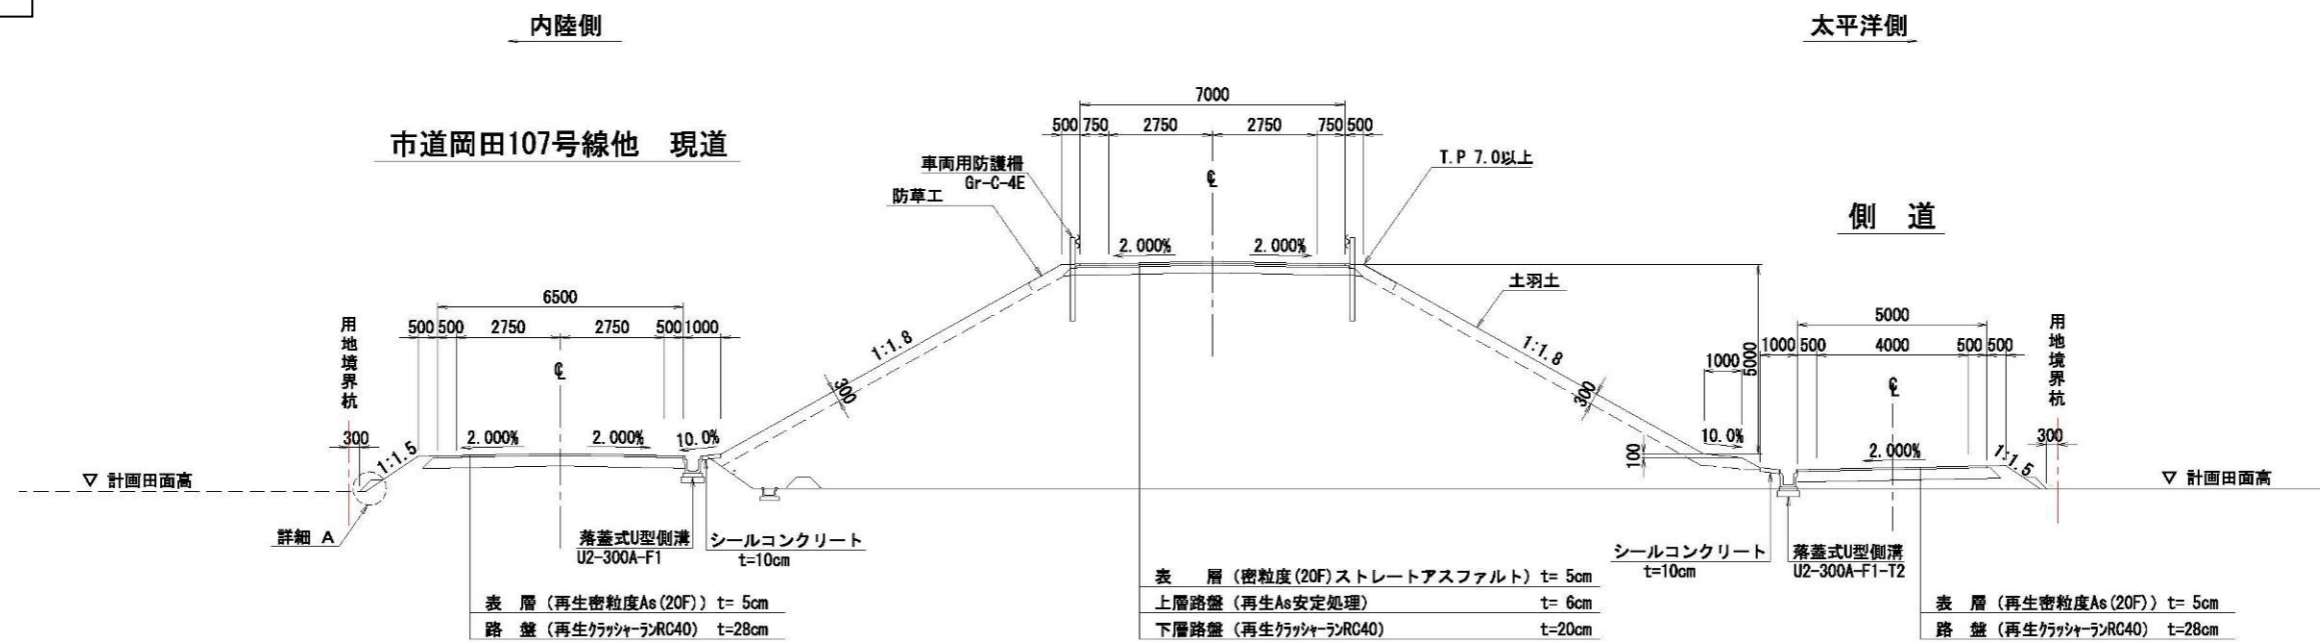 内陸側
太平洋側
市道岡田107号線他　現道
側　道
7000
500 750 2750 2750 750 500
車両用防護柵
Gr-C-4E
防草工
T.P 7.0以上
2.000% 2.000%
土羽土
1:1.8
300
1:1.8
300
6500
500 500 2750 2750 500 1000
用地境界杭
300
1:1.5
2.000% 2.000% 10.0%
▽ 計画田面高
詳細 A
落蓋式U型側溝
U2-300A-F1
シールコンクリート
t=10cm
表　層 (再生密粒度As(20F)) t= 5cm
路　盤 (再生クラッシャーランRC40) t=28cm
表　層 (密粒度(20F)ストレートアスファルト) t= 5cm
上層路盤 (再生As安定処理) t= 6cm
下層路盤 (再生クラッシャーランRC40) t=20cm
5000
5000
1000 500 4000 500 500
1000
10.0%
100
2.000%
1:1.5
用地境界杭
300
▽ 計画田面高
シールコンクリート
t=10cm
落蓋式U型側溝
U2-300A-F1-T2
表　層 (再生密粒度As(20F)) t= 5cm
路　盤 (再生クラッシャーランRC40) t=28cm